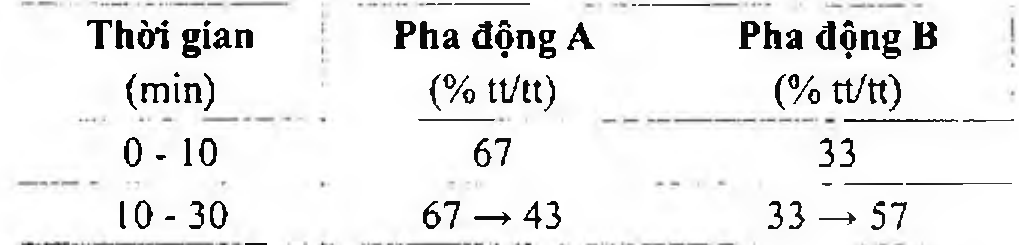 Thời gian Pha động A Pha động B
(min) (% tt/tt) (% tt/tt)
0 - 10 67 33
10 - 30 67 → 43 33 → 57